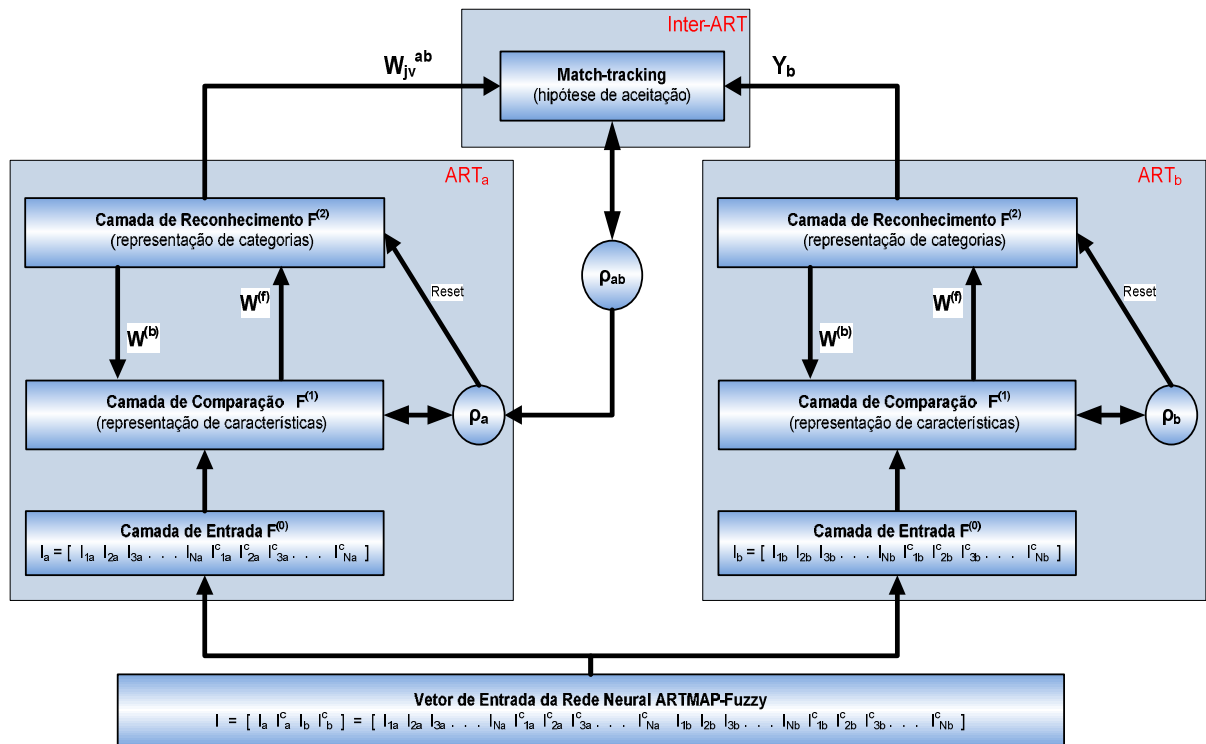 Inter-ART
W_jv^ab
Match-tracking
(hipótese de aceitação)
Y_b
ART_a
Camada de Reconhecimento F^(2)
(representação de categorias)
W^(b)
W^(f)
Reset
Camada de Comparação F^(1)
(representação de características)
ρ_a
Camada de Entrada F^(0)
I_a = [ I_1a I_2a I_3a . . . I_Na I^c_1a I^c_2a I^c_3a . . . I^c_Na ]
ρ_ab
ART_b
Camada de Reconhecimento F^(2)
(representação de categorias)
W^(b)
W^(f)
Reset
Camada de Comparação F^(1)
(representação de características)
ρ_b
Camada de Entrada F^(0)
I_b = [ I_1b I_2b I_3b . . . I_Nb I^c_1b I^c_2b I^c_3b . . . I^c_Nb ]
Vetor de Entrada da Rede Neural ARTMAP-Fuzzy
I = [ I_a I^c_a I_b I^c_b ] = [ I_1a I_2a I_3a . . . I_Na I^c_1a I^c_2a I^c_3a . . . I^c_Na I_1b I_2b I_3b . . . I_Nb I^c_1b I^c_2b I^c_3b . . . I^c_Nb ]